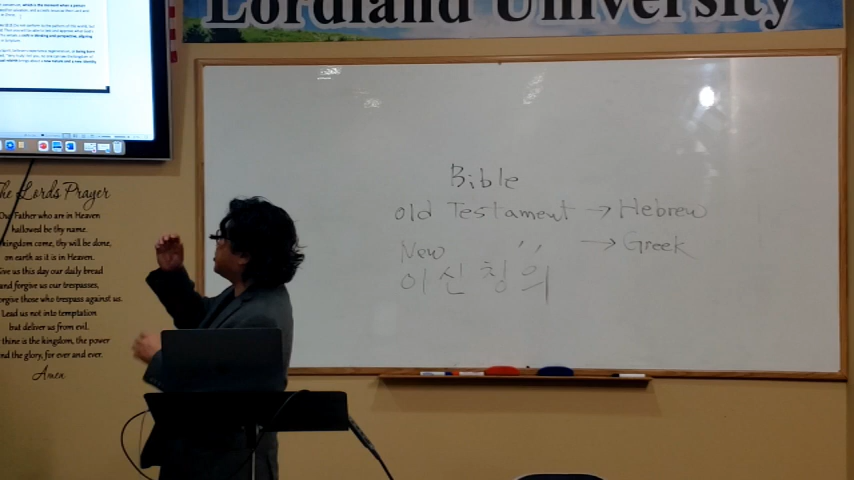 Lordland University
Bible
Old Testament → Hebrew
New " → Greek
이신칭의
The Lords Prayer
Our Father who are in Heaven
hallowed be thy name.
kingdom come, thy will be done,
on earth as it is in Heaven.
Give us this day our daily bread
and forgive us our trespasses,
forgive those who trespass against us.
Lead us not into temptation
but deliver us from evil,
thine is the kingdom, the power
and the glory, for ever and ever.
Amen